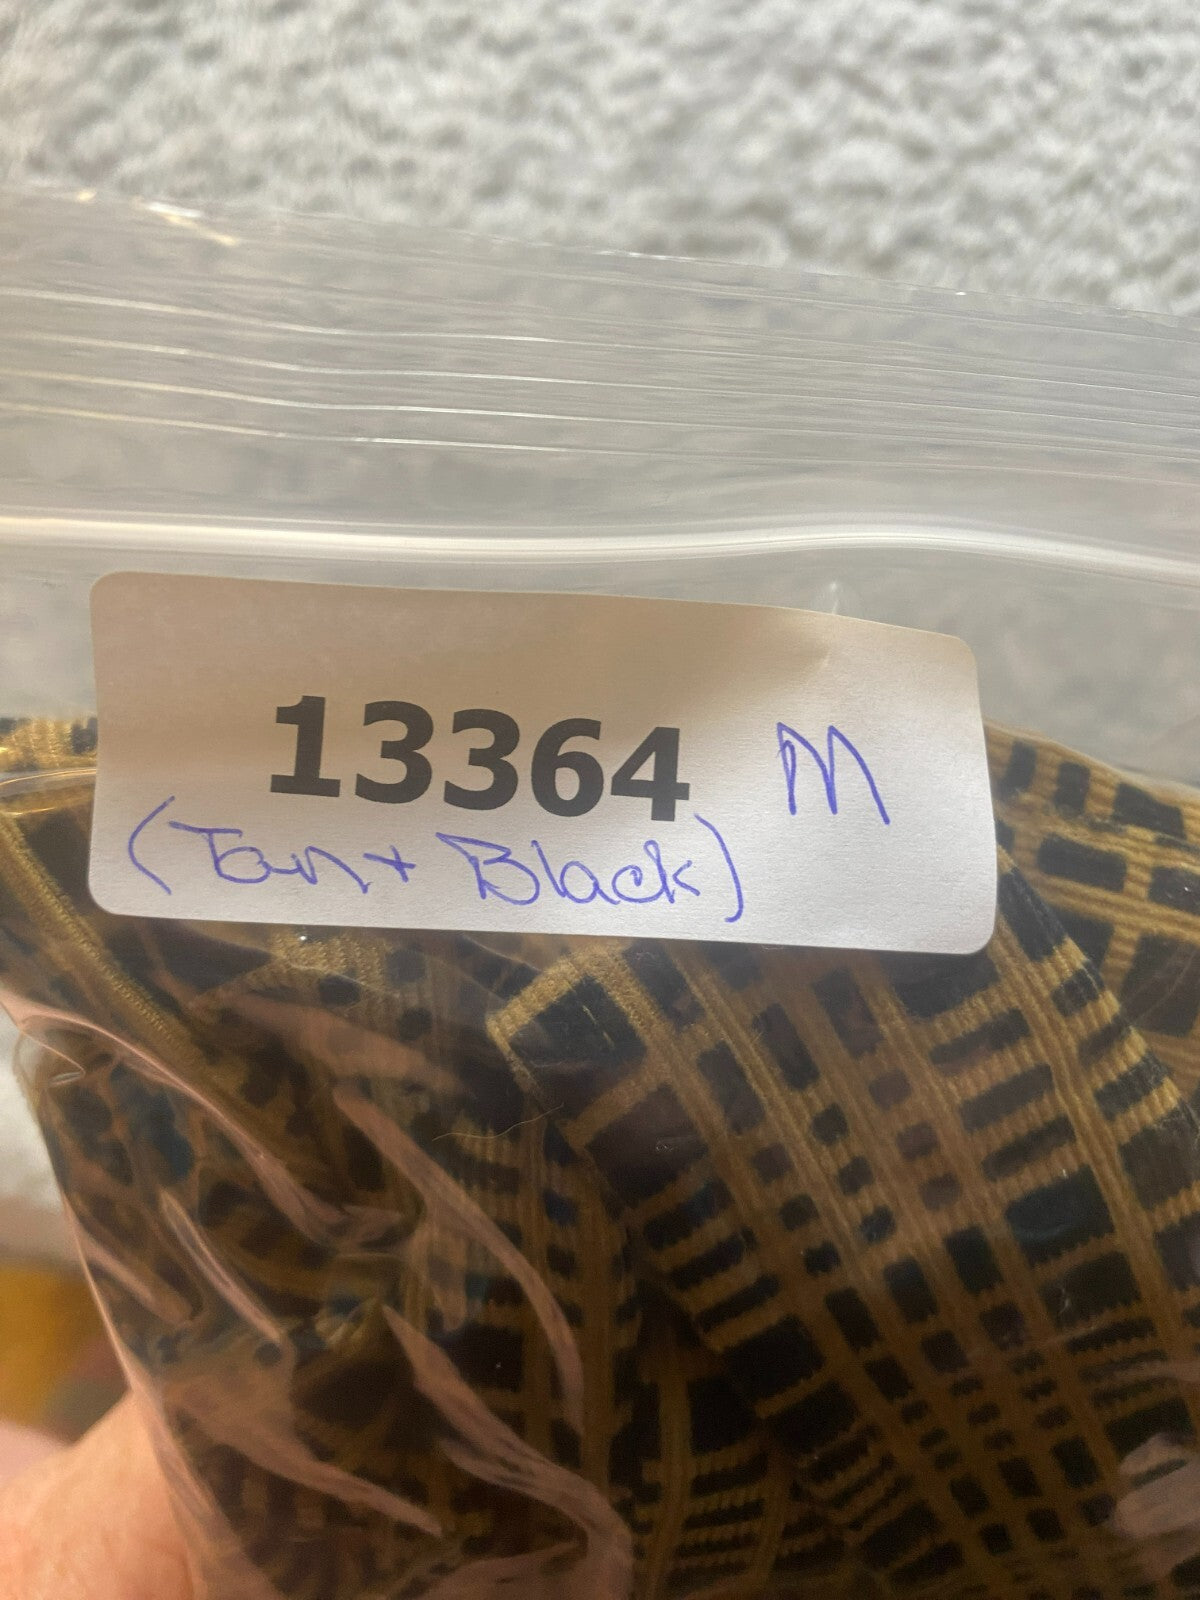 13364 M
(Tan + Black)